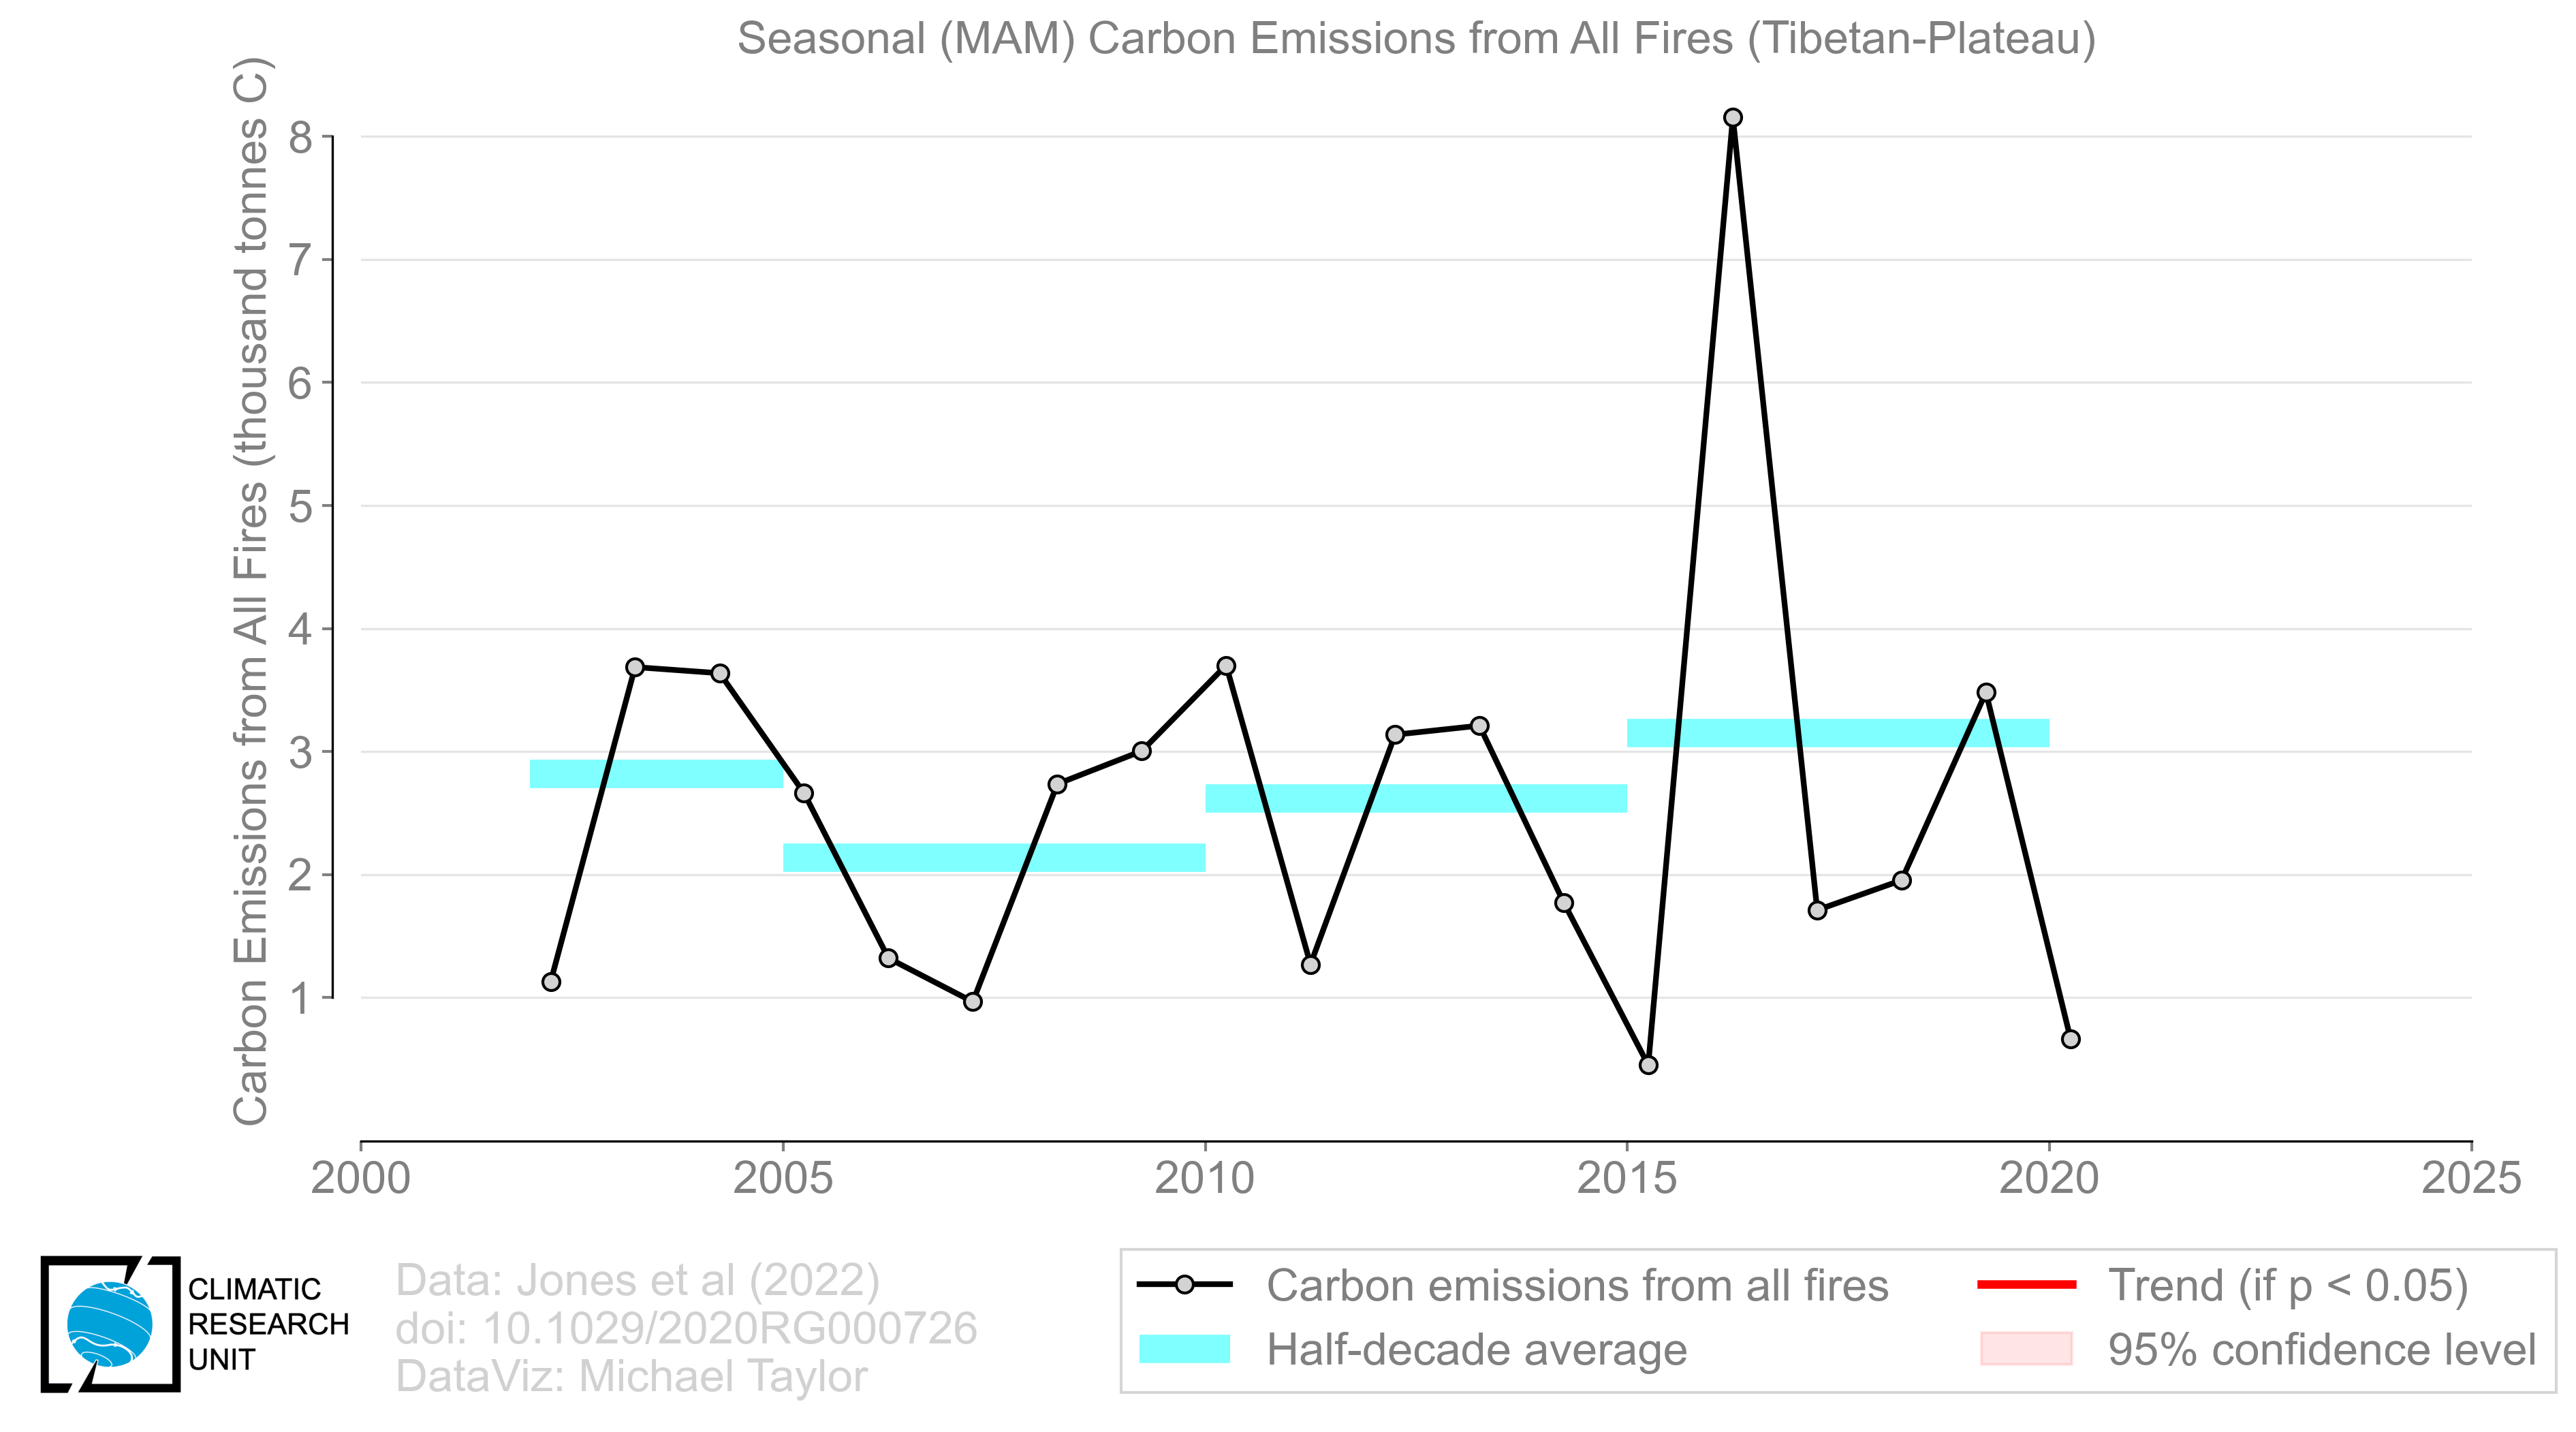 Seasonal (MAM) Carbon Emissions from All Fires (Tibetan-Plateau)
Carbon Emissions from All Fires (thousand tonnes C)
8
7
6
5
4
3
2
1
2000 2005 2010 2015 2020 2025
CLIMATIC
RESEARCH
UNIT
Data: Jones et al (2022)
doi: 10.1029/2020RG000726
DataViz: Michael Taylor
Carbon emissions from all fires
Half-decade average
Trend (if p < 0.05)
95% confidence level